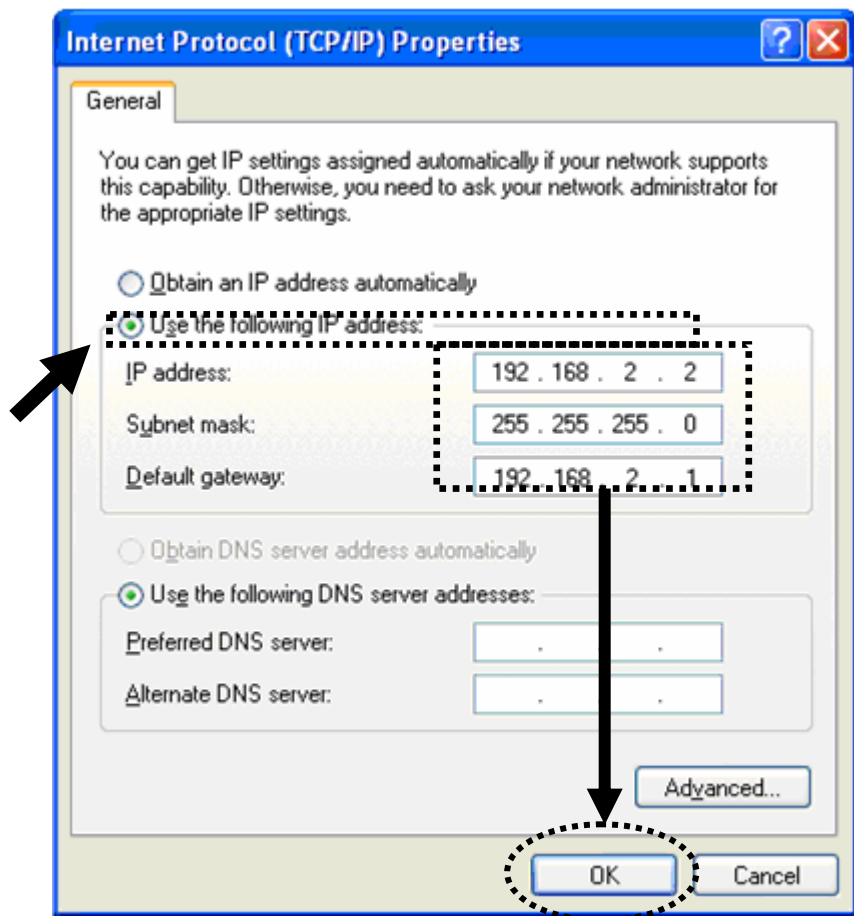 Internet Protocol (TCP/IP) Properties
General
You can get IP settings assigned automatically if your network supports
this capability. Otherwise, you need to ask your network administrator for
the appropriate IP settings.
Obtain an IP address automatically
Use the following IP address:
IP address: 192 . 168 . 2 . 2
Subnet mask: 255 . 255 . 255 . 0
Default gateway: 192 . 168 . 2 . 1
Obtain DNS server address automatically
Use the following DNS server addresses:
Preferred DNS server: . . .
Alternate DNS server: . . .
Advanced...
OK Cancel